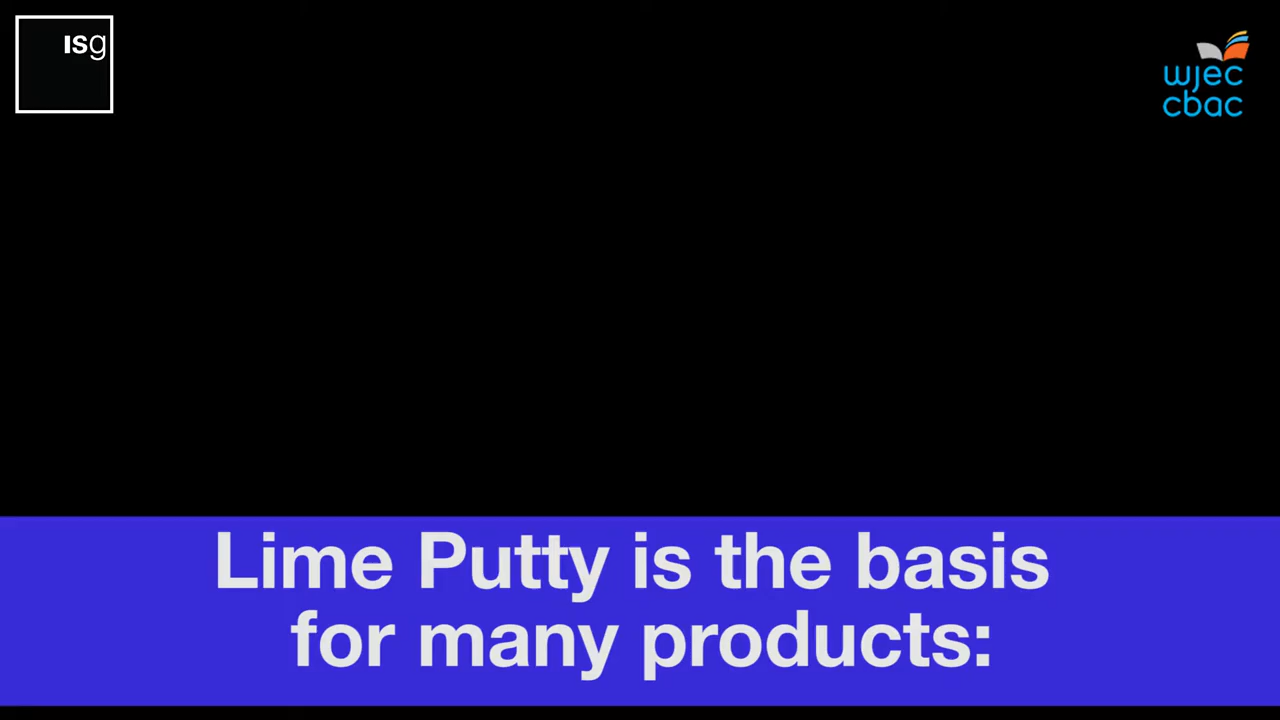 ISg
wjec
cbac
Lime Putty is the basis
for many products: